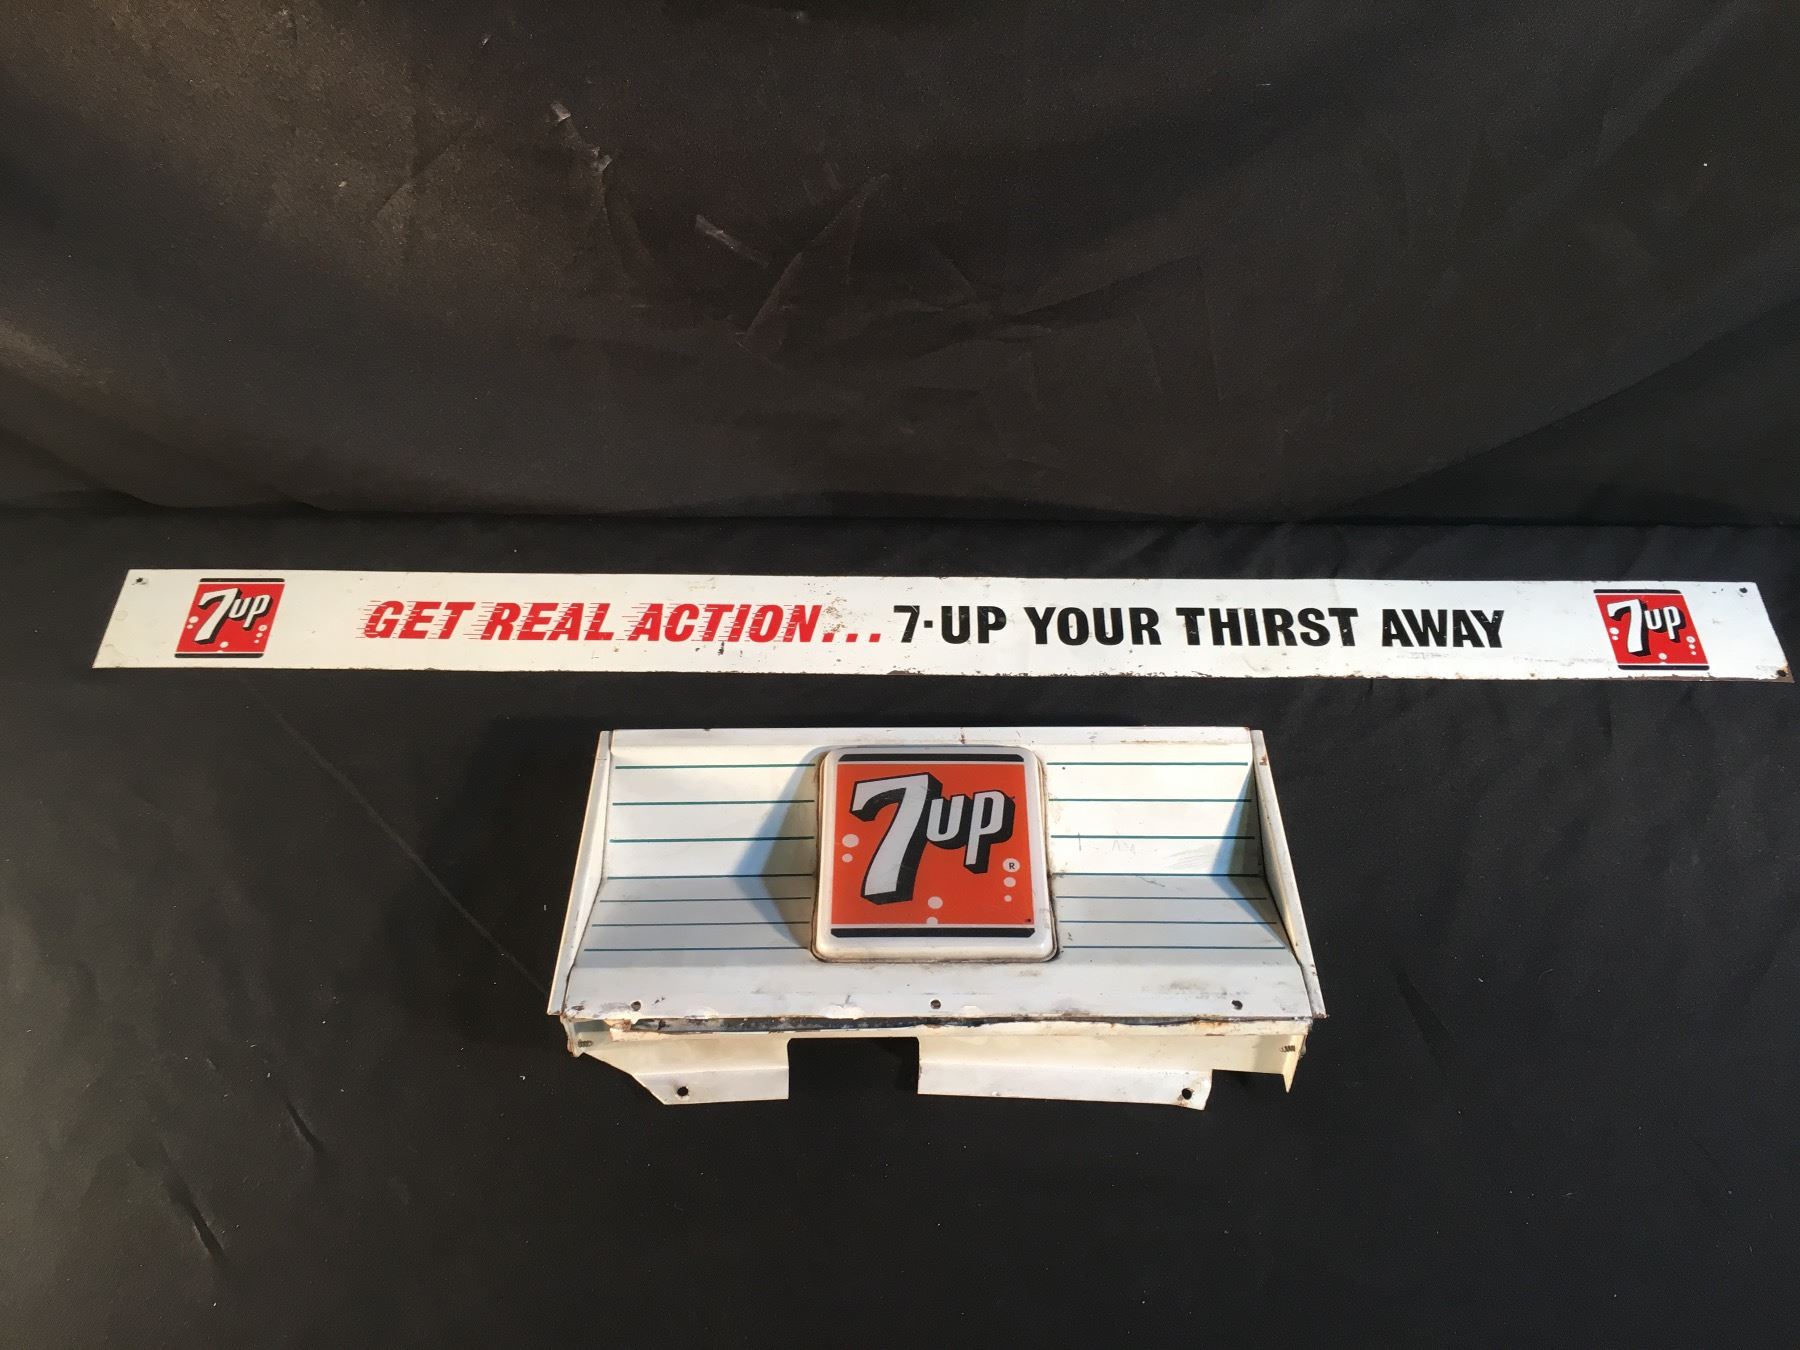 7up GET REAL ACTION... 7-UP YOUR THIRST AWAY 7up
7up
®